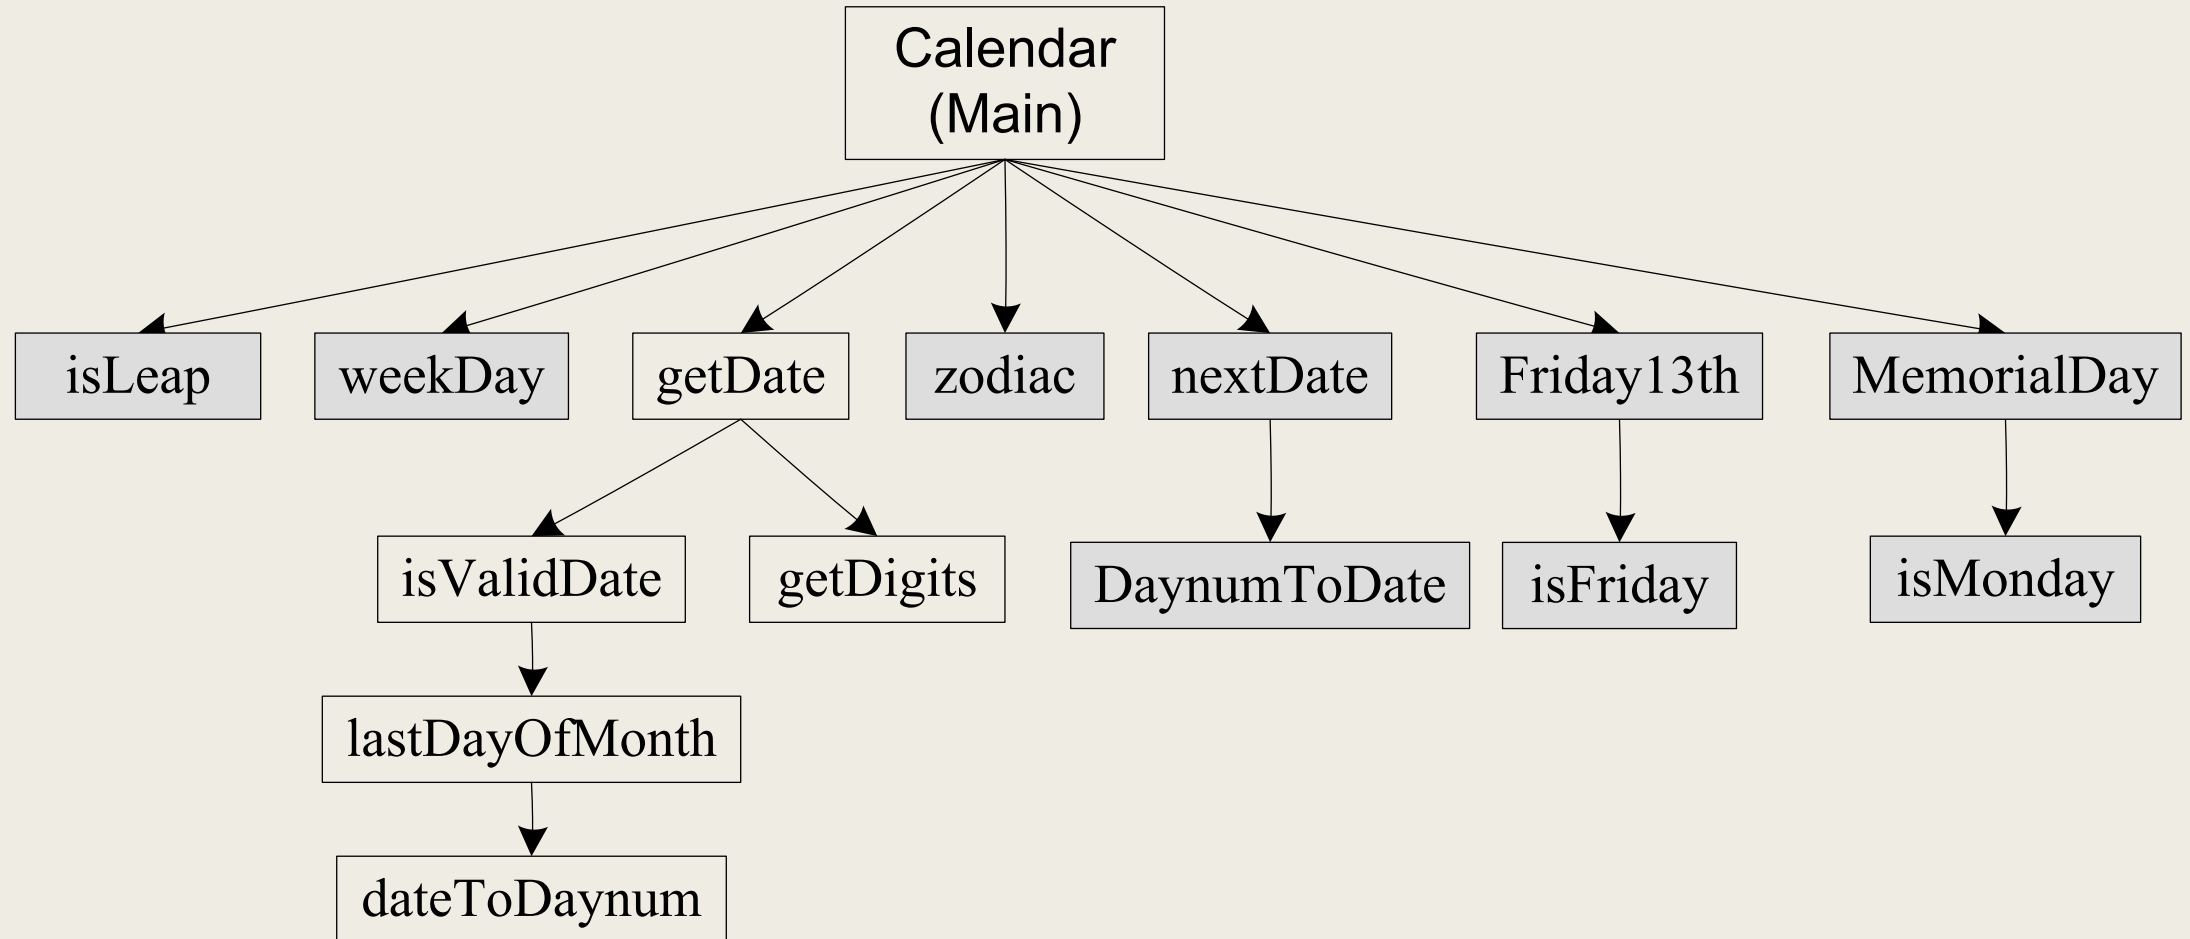 Calendar
(Main)
isLeap
weekDay
getDate
zodiac
nextDate
Friday13th
MemorialDay
isValidDate
getDigits
DaynumToDate
isFriday
isMonday
lastDayOfMonth
dateToDaynum